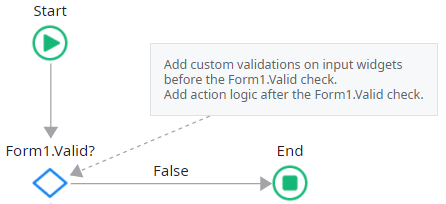 Start
Add custom validations on input widgets
before the Form1.Valid check.
Add action logic after the Form1.Valid check.
Form1.Valid?
False
End